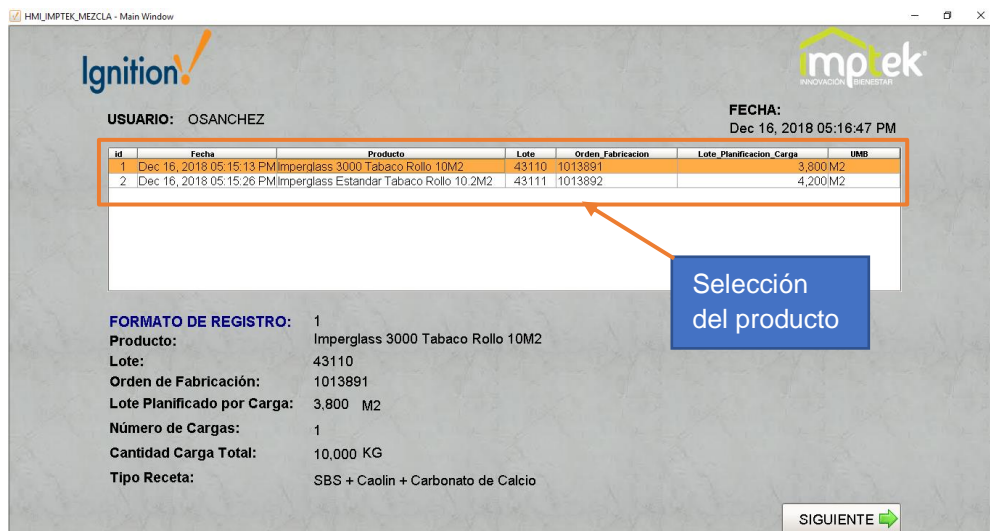 HMI_IMPTEK_MEZCLA - Main Window
Ignition!
imptek
INNOVACIÓN BIENESTAR
USUARIO: OSANCHEZ
FECHA:
Dec 16, 2018 05:16:47 PM
id Fecha Producto Lote Orden_Fabricacion Lote_Planificacion_Carga UMB
1 Dec 16, 2018 05:15:13 PM Imperglass 3000 Tabaco Rollo 10M2 43110 1013891 3,800 M2
2 Dec 16, 2018 05:15:26 PM Imperglass Estandar Tabaco Rollo 10.2M2 43111 1013892 4,200 M2
Selección
del producto
FORMATO DE REGISTRO: 1
Producto: Imperglass 3000 Tabaco Rollo 10M2
Lote: 43110
Orden de Fabricación: 1013891
Lote Planificado por Carga: 3,800 M2
Número de Cargas: 1
Cantidad Carga Total: 10,000 KG
Tipo Receta: SBS + Caolin + Carbonato de Calcio
SIGUIENTE